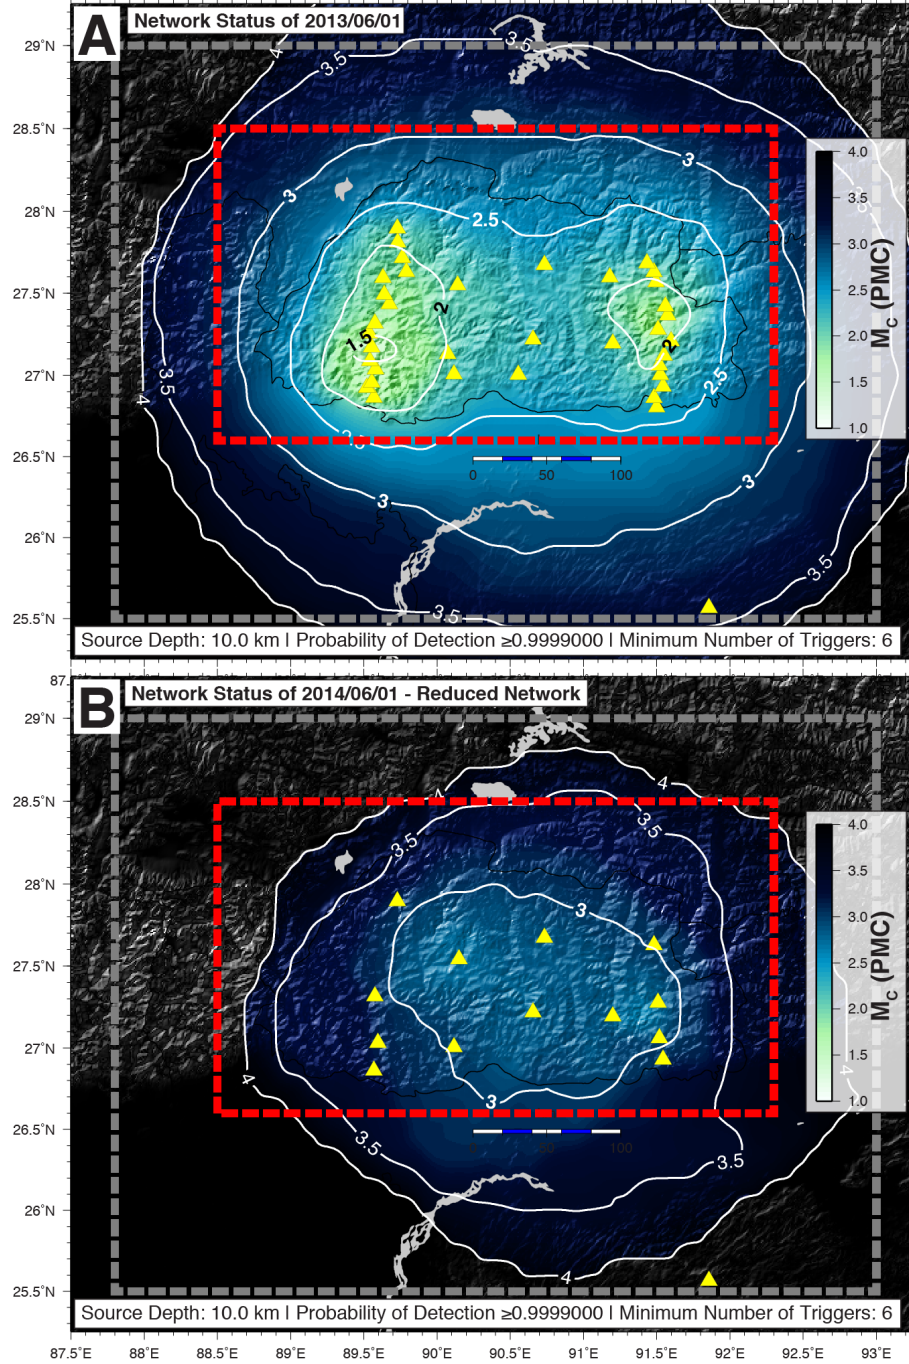 A
Network Status of 2013/06/01
29°N
28.5°N
28°N
27.5°N
27°N
26.5°N
26°N
25.5°N
4
3.5
3.5
3
3
2.5
2
1.5
2
2.5
3.5
4
3
3
3.5
3.5
0 50 100
4.0
3.5
3.0
2.5
2.0
1.5
1.0
Mc (PMC)
Source Depth: 10.0 km | Probability of Detection ≥0.9999000 | Minimum Number of Triggers: 6
87.
B
Network Status of 2014/06/01 - Reduced Network
29°N
28.5°N
28°N
27.5°N
27°N
26.5°N
26°N
25.5°N
4
3.5
3.5
3
4
3
4
3.5
3.5
4
100
4.0
3.5
3.0
2.5
2.0
1.5
1.0
Mc (PMC)
Source Depth: 10.0 km | Probability of Detection ≥0.9999000 | Minimum Number of Triggers: 6
87.5°E 88°E 88.5°E 89°E 89.5°E 90.0°E 90.5°E 91.0°E 91.5°E 92°E 92.5°E 93°E